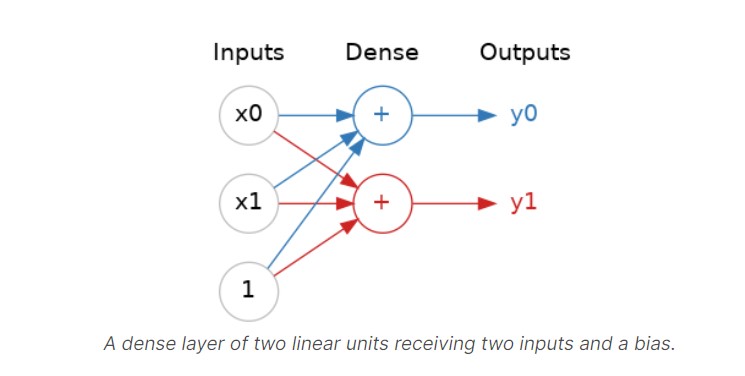 Inputs Dense Outputs
x0 + y0
x1 + y1
1
A dense layer of two linear units receiving two inputs and a bias.